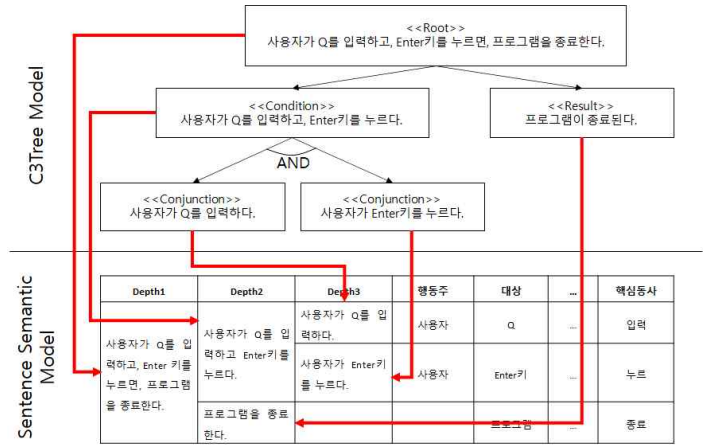 C3Tree Model
<<Root>>
사용자가 Q를 입력하고, Enter키를 누르면, 프로그램을 종료한다.
<<Condition>>
사용자가 Q를 입력하고, Enter키를 누르다.
<<Result>>
프로그램이 종료된다.
AND
<<Conjunction>>
사용자가 Q를 입력하다.
<<Conjunction>>
사용자가 Enter키를 누르다.
Sentence Semantic
Model
Depth1 Depth2 Depth3 행동주 대상 ... 핵심동사
사용자가 Q를 입
력하고, Enter 키를
누르면, 프로그램
을 종료한다.
사용자가 Q를 입
력하고 Enter키를
누르다.
사용자가 Q를 입
력하다.
사용자 Q ... 입력
사용자가 Enter키
를 누르다.
사용자 Enter키 ... 누르
프로그램을 종료
한다.
프로그램 ... 종료